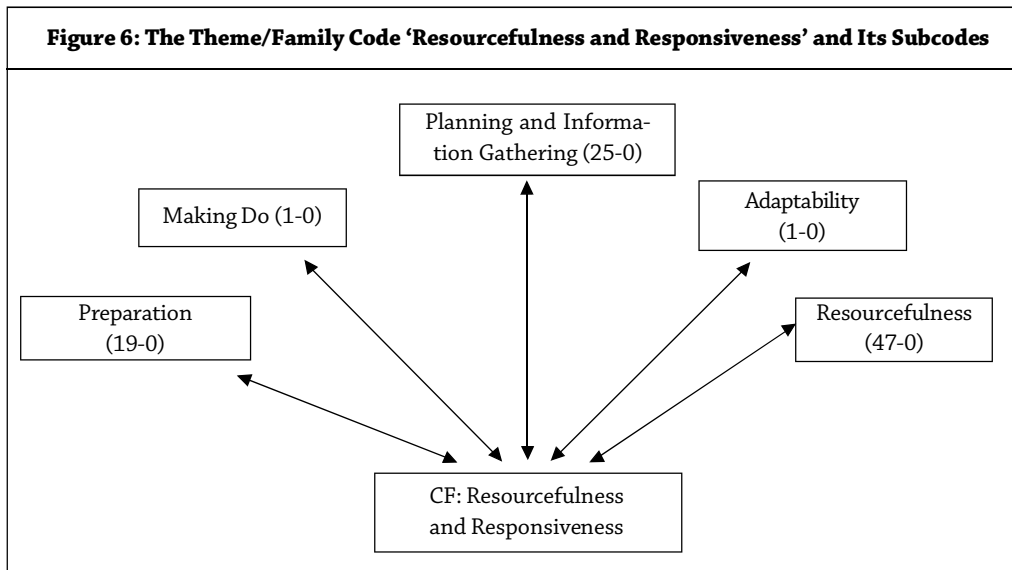 Figure 6: The Theme/Family Code ‘Resourcefulness and Responsiveness’ and Its Subcodes
Planning and Informa-
tion Gathering (25-0)
Making Do (1-0)
Adaptability
(1-0)
Preparation
(19-0)
Resourcefulness
(47-0)
CF: Resourcefulness
and Responsiveness